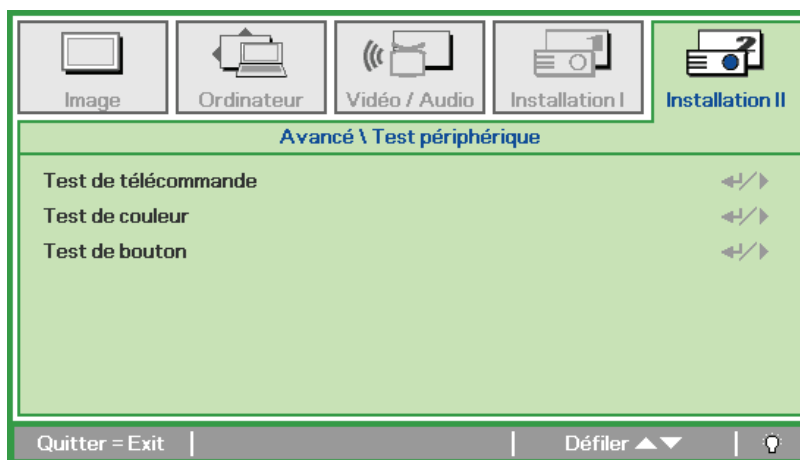 Image
Ordinateur
Vidéo / Audio
Installation I
Installation II
Avancé \ Test périphérique
Test de télécommande
Test de couleur
Test de bouton
Quitter = Exit
Défiler ▲▼